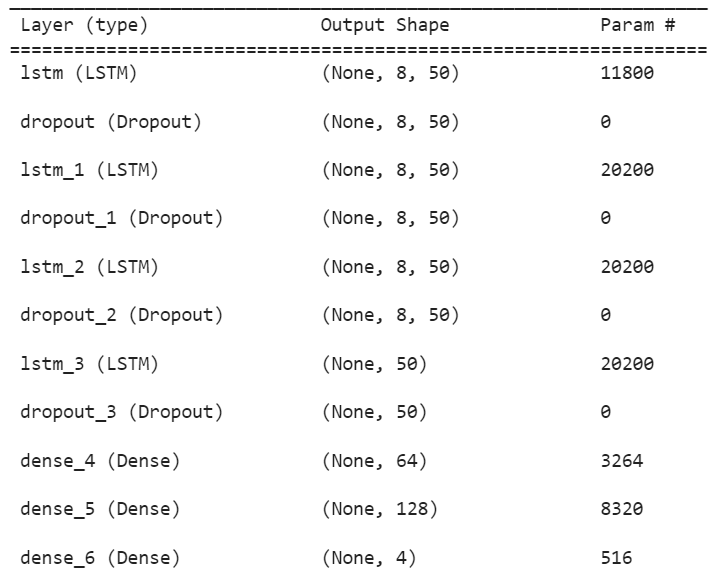 Layer (type) Output Shape Param #
=================================================================
lstm (LSTM) (None, 8, 50) 11800
dropout (Dropout) (None, 8, 50) 0
lstm_1 (LSTM) (None, 8, 50) 20200
dropout_1 (Dropout) (None, 8, 50) 0
lstm_2 (LSTM) (None, 8, 50) 20200
dropout_2 (Dropout) (None, 8, 50) 0
lstm_3 (LSTM) (None, 50) 20200
dropout_3 (Dropout) (None, 50) 0
dense_4 (Dense) (None, 64) 3264
dense_5 (Dense) (None, 128) 8320
dense_6 (Dense) (None, 4) 516